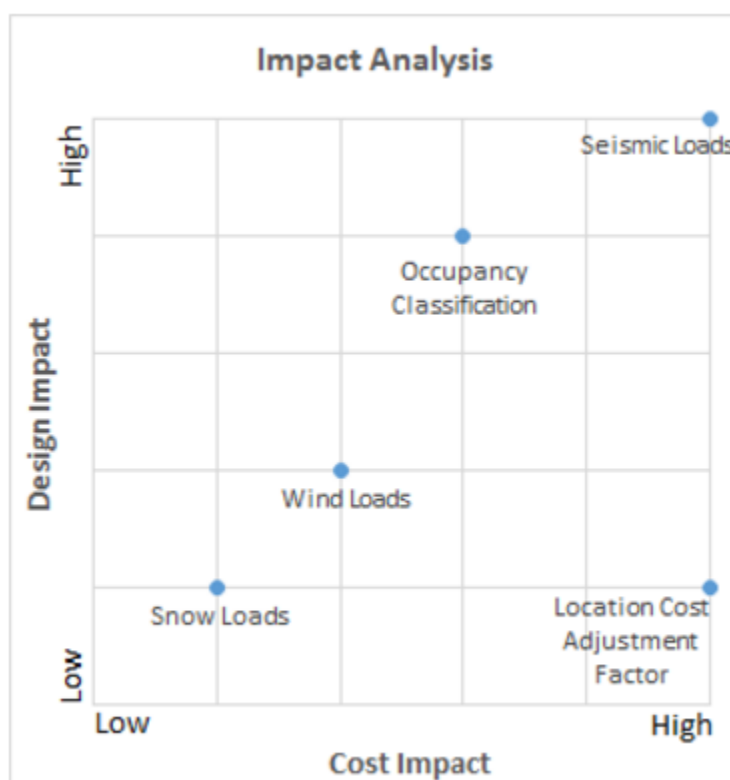 Impact Analysis
High
Seismic Loads
Occupancy
Classification
Design Impact
Wind Loads
Snow Loads
Location Cost
Adjustment
Factor
Low
Low
High
Cost Impact